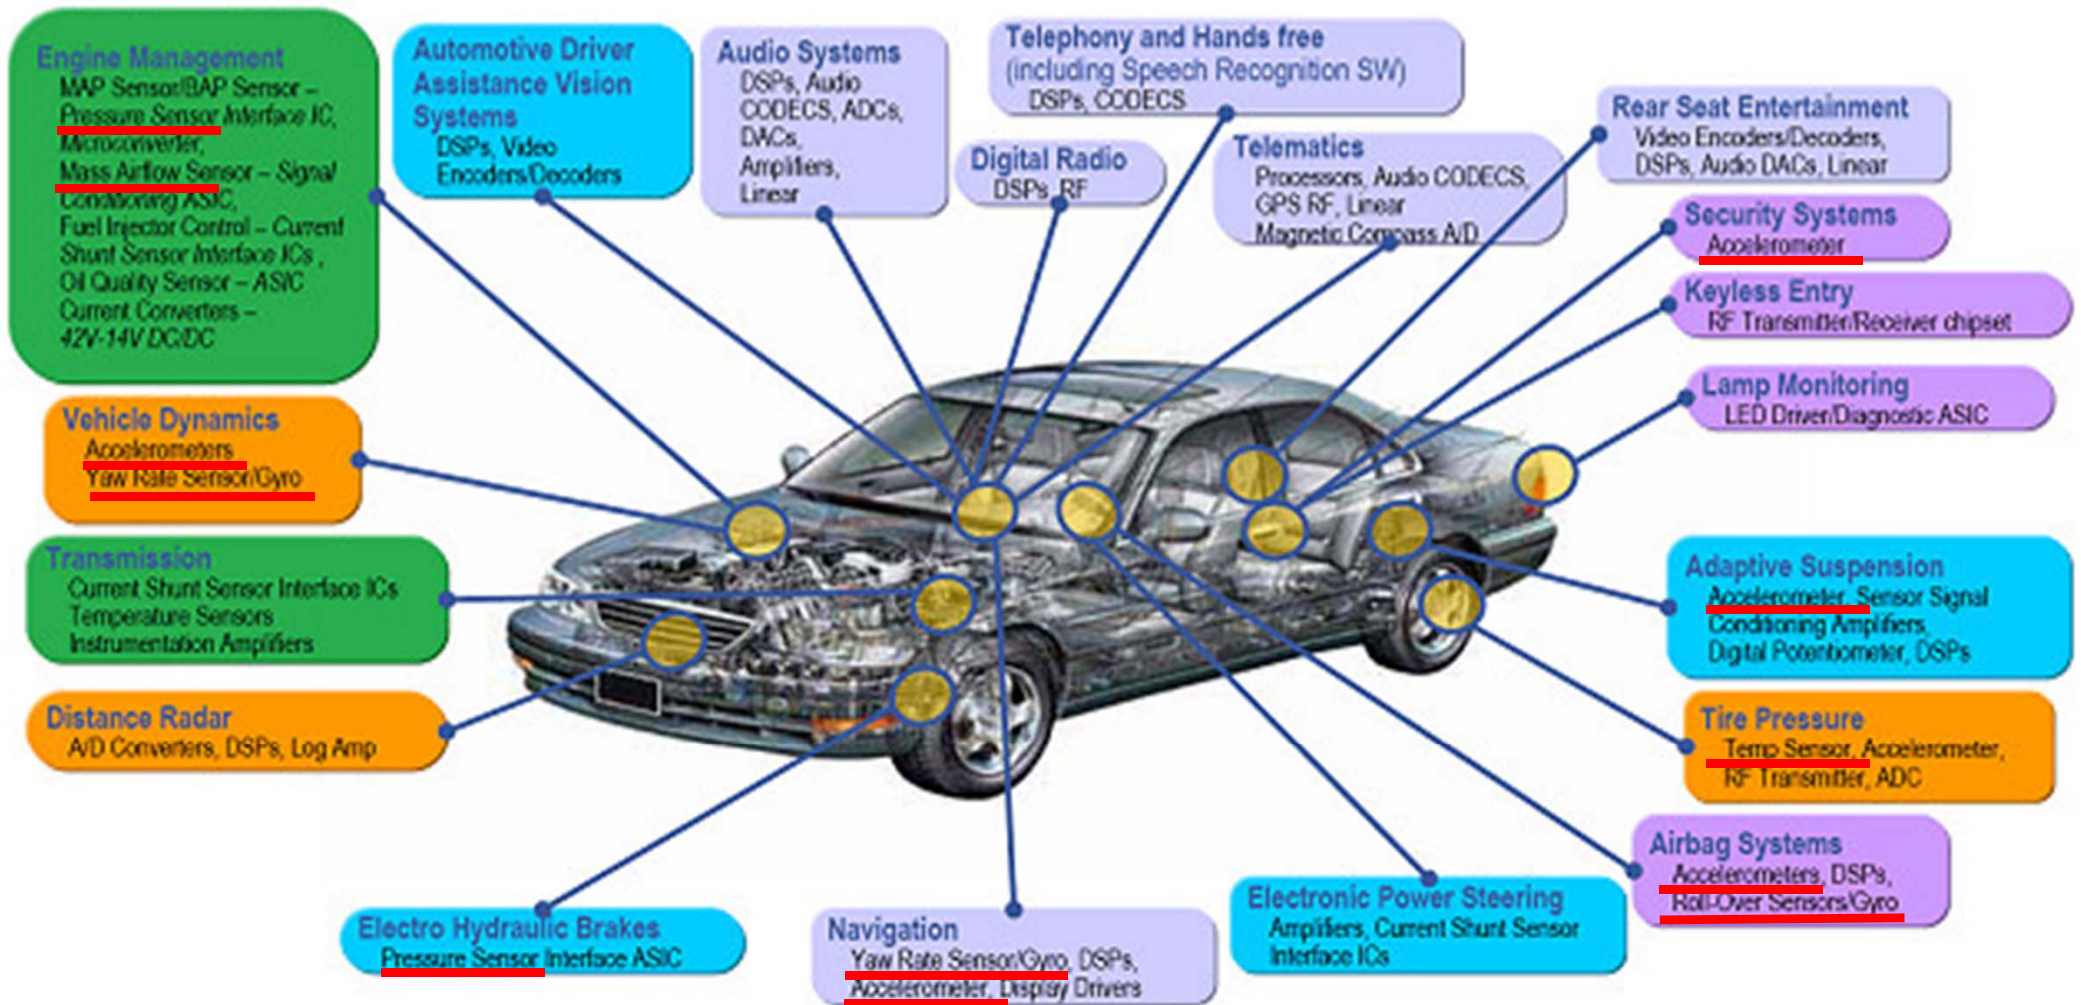 Engine Management
MAP Sensor/BAP Sensor –
Pressure Sensor Interface IC,
Microconverter,
Mass Airflow Sensor – Signal
Conditioning ASIC,
Fuel Injector Control – Current
Shunt Sensor Interface ICs ,
Oil Quality Sensor – ASIC
Current Converters –
42V-14V DC/DC
Automotive Driver
Assistance Vision
Systems
DSPs, Video
Encoders/Decoders
Audio Systems
DSPs, Audio
CODECS, ADCs,
DACs,
Amplifiers,
Linear
Telephony and Hands free
(including Speech Recognition SW)
DSPs, CODECS
Digital Radio
DSPs, RF
Telematics
Processors, Audio CODECS,
GPS RF, Linear
Magnetic Compass A/D
Rear Seat Entertainment
Video Encoders/Decoders,
DSPs, Audio DACs, Linear
Security Systems
Accelerometer
Keyless Entry
RF Transmitter/Receiver chipset
Lamp Monitoring
LED Driver/Diagnostic ASIC
Vehicle Dynamics
Accelerometers
Yaw Rate Sensor/Gyro
Transmission
Current Shunt Sensor Interface ICs
Temperature Sensors
Instrumentation Amplifiers
Distance Radar
A/D Converters, DSPs, Log Amp
Adaptive Suspension
Accelerometer, Sensor Signal
Conditioning Amplifiers,
Digital Potentiometer, DSPs
Tire Pressure
Temp Sensor, Accelerometer,
RF Transmitter, ADC
Airbag Systems
Accelerometers, DSPs,
Roll-Over Sensors/Gyro
Electro Hydraulic Brakes
Pressure Sensor Interface ASIC
Navigation
Yaw Rate Sensor/Gyro, DSPs,
Accelerometer, Display Drivers
Electronic Power Steering
Amplifiers, Current Shunt Sensor
Interface ICs